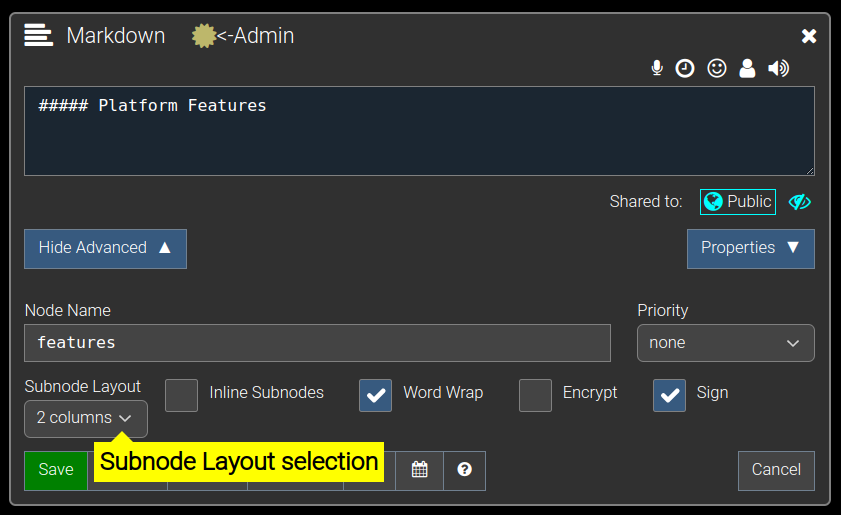 Markdown <-Admin
##### Platform Features
Shared to: Public
Hide Advanced ▲ Properties ▼
Node Name Priority
features none
Subnode Layout Inline Subnodes Word Wrap Encrypt Sign
2 columns
Subnode Layout selection
Save Cancel